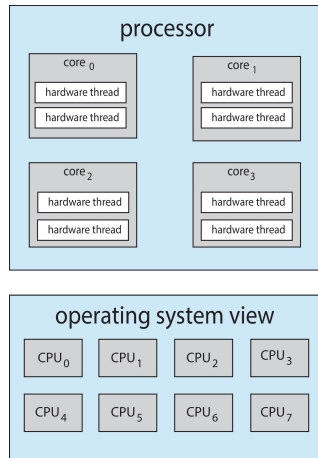 processor
core 0 core 1
hardware thread hardware thread
hardware thread hardware thread
core 2 core 3
hardware thread hardware thread
hardware thread hardware thread
operating system view
CPU0 CPU1 CPU2 CPU3
CPU4 CPU5 CPU6 CPU7